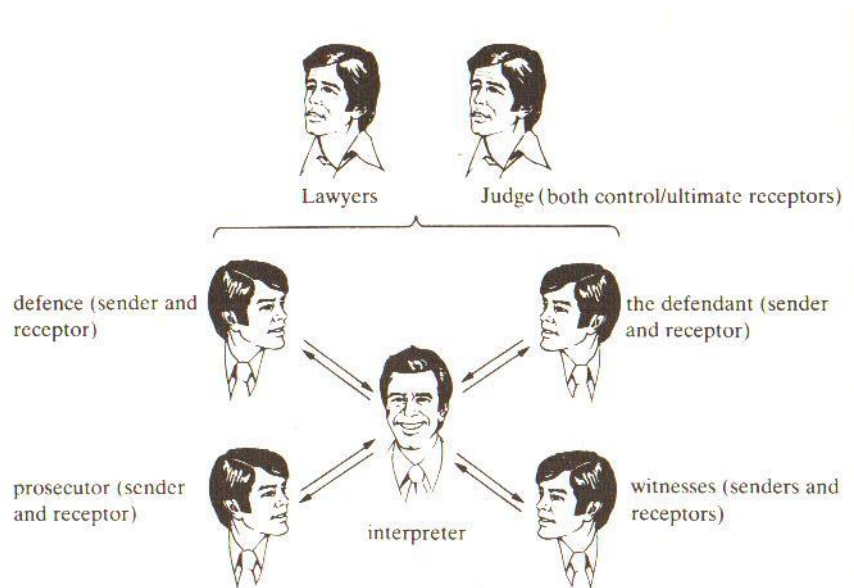 Lawyers
Judge (both control/ultimate receptors)
defence (sender and
receptor)
the defendant (sender
and receptor)
prosecutor (sender
and receptor)
interpreter
witnesses (senders and
receptors)